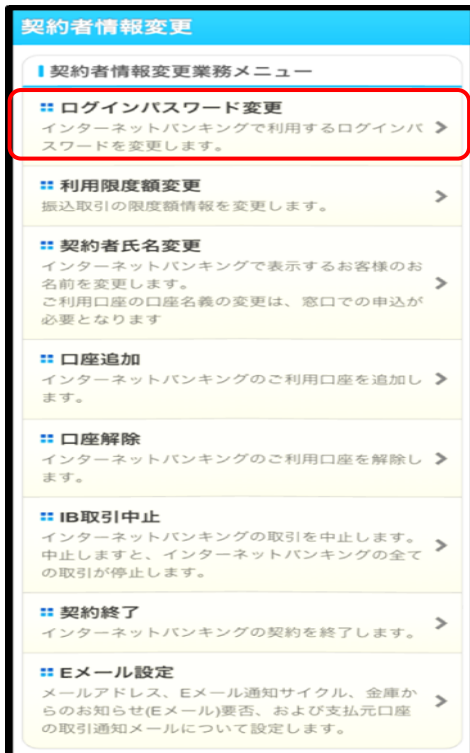 契約者情報変更
契約者情報変更業務メニュー
ログインパスワード変更
インターネットバンキングで利用するログインパ
スワードを変更します。
利用限度額変更
振込取引の限度額情報を変更します。
契約者氏名変更
インターネットバンキングで表示するお客様のお
名前を変更します。
ご利用口座の口座名義の変更は、窓口での申込が
必要となります
口座追加
インターネットバンキングのご利用口座を追加し
ます。
口座解除
インターネットバンキングのご利用口座を解除し
ます。
IB取引中止
インターネットバンキングの取引を中止します。
中止しますと、インターネットバンキングの全て
の取引が停止します。
契約終了
インターネットバンキングの契約を終了します。
Eメール設定
メールアドレス、Eメール通知サイクル、金庫か
らのお知らせ(Eメール)要否、および支払元口座
の取引通知メールについて設定します。